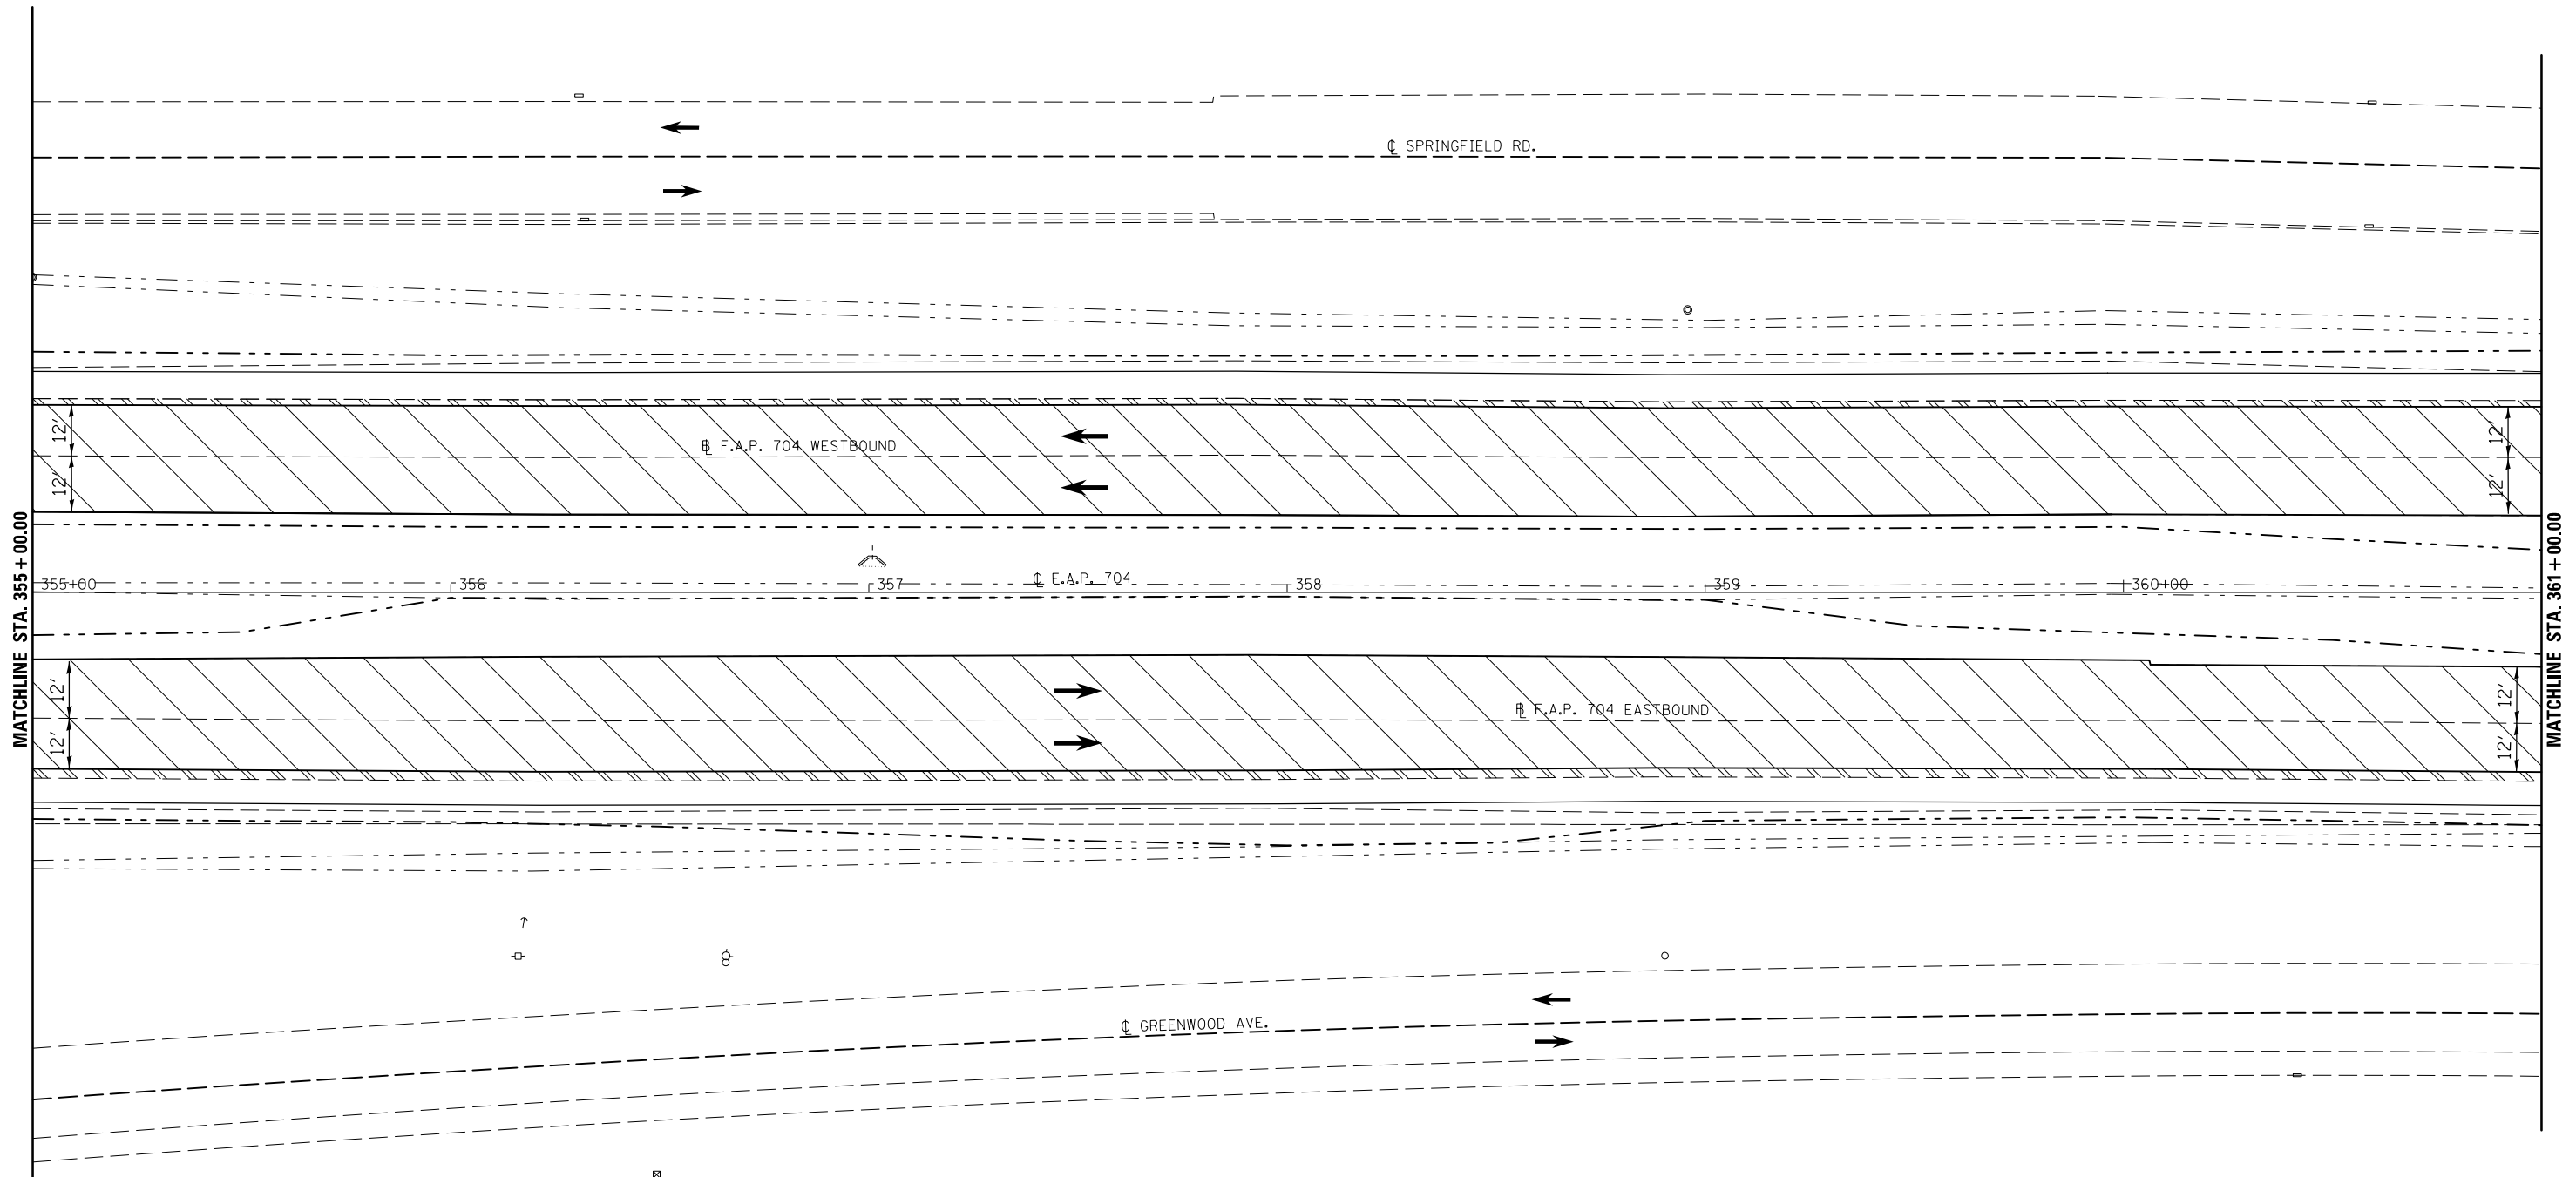 ℄ SPRINGFIELD RD.
12'
12'
℄ F.A.P. 704 WESTBOUND
12'
12'
MATCHLINE STA. 355 + 00.00
355+00
356
357
℄ F.A.P. 704
358
359
360+00
MATCHLINE STA. 361 + 00.00
12'
12'
℄ F.A.P. 704 EASTBOUND
12'
12'
℄ GREENWOOD AVE.